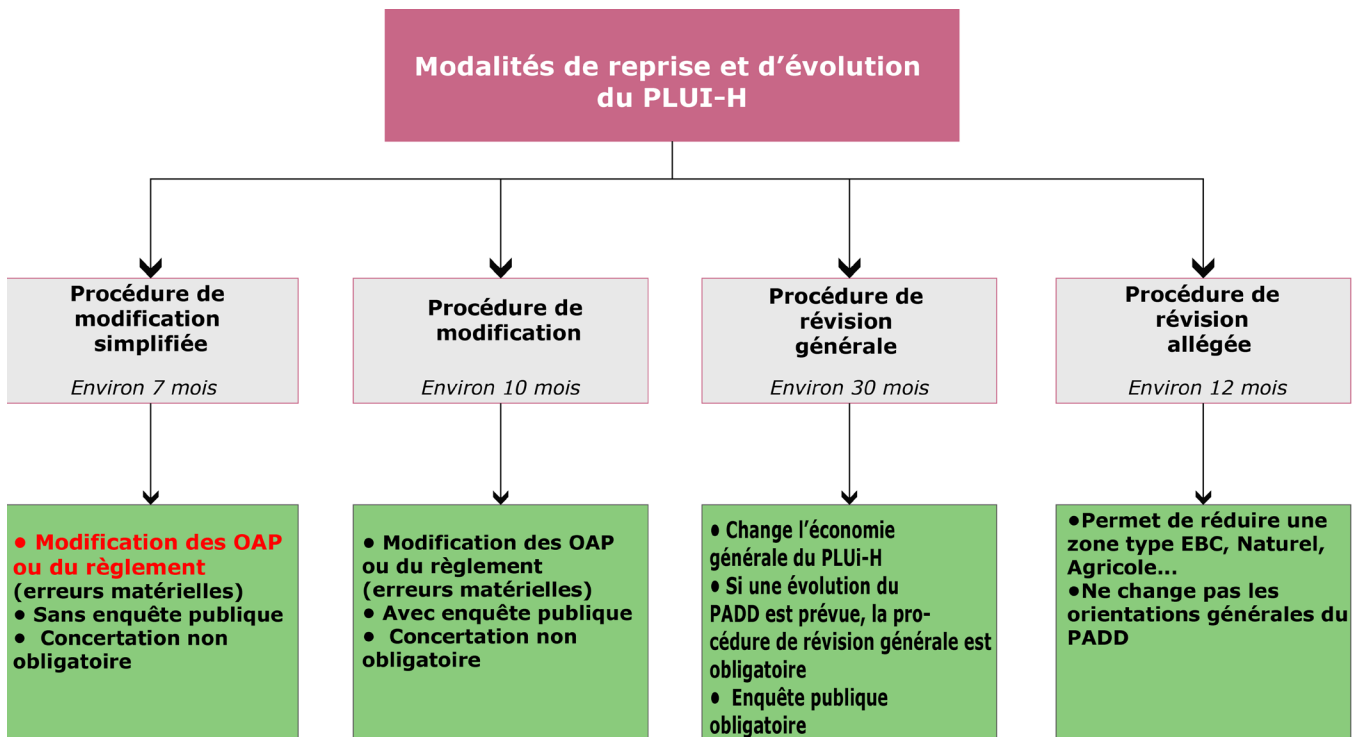 Modalités de reprise et d’évolution
du PLUI-H
Procédure de
modification
simplifiée
Environ 7 mois
Procédure de
modification
Environ 10 mois
Procédure de
révision
générale
Environ 30 mois
Procédure de
révision
allégée
Environ 12 mois
• Modification des OAP
ou du règlement
(erreurs matérielles)
• Sans enquête publique
• Concertation non
obligatoire
• Modification des OAP
ou du règlement
(erreurs matérielles)
• Avec enquête publique
• Concertation non
obligatoire
• Change l’économie
générale du PLUi-H
• Si une évolution du
PADD est prévue, la pro-
cédure de révision générale est
obligatoire
• Enquête publique
obligatoire
•Permet de réduire une
zone type EBC, Naturel,
Agricole...
•Ne change pas les
orientations générales du
PADD